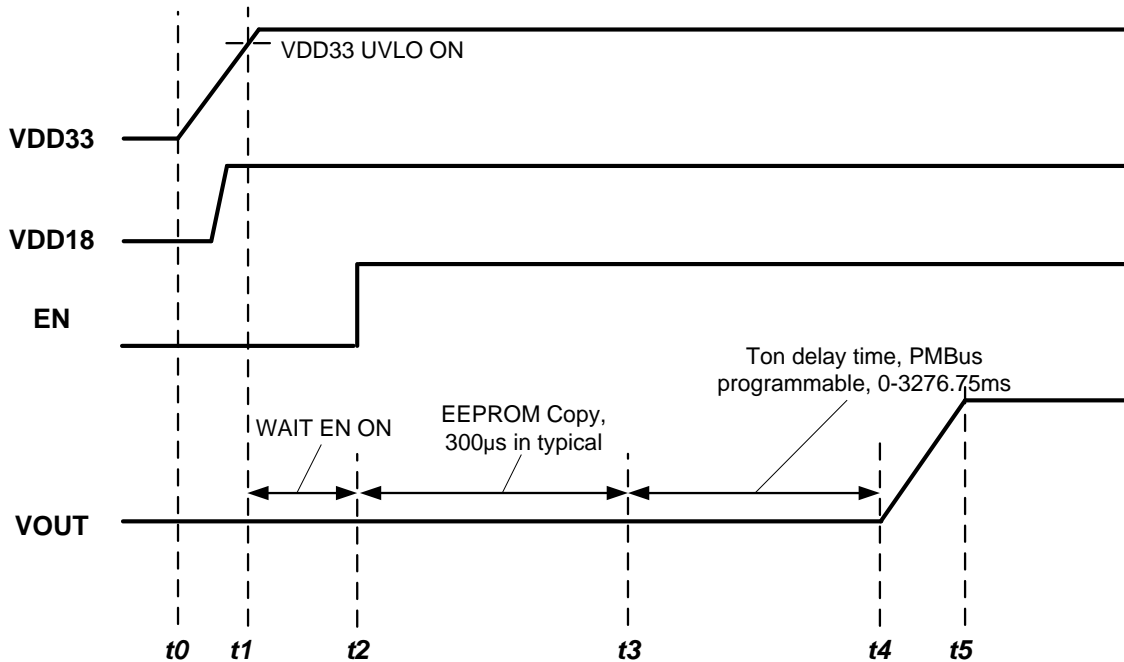 VDD33 UVLO ON
VDD33
VDD18
EN
Ton delay time, PMBus
programmable, 0-3276.75ms
EEPROM Copy,
300µs in typical
WAIT EN ON
VOUT
t0
t1
t2
t3
t4
t5